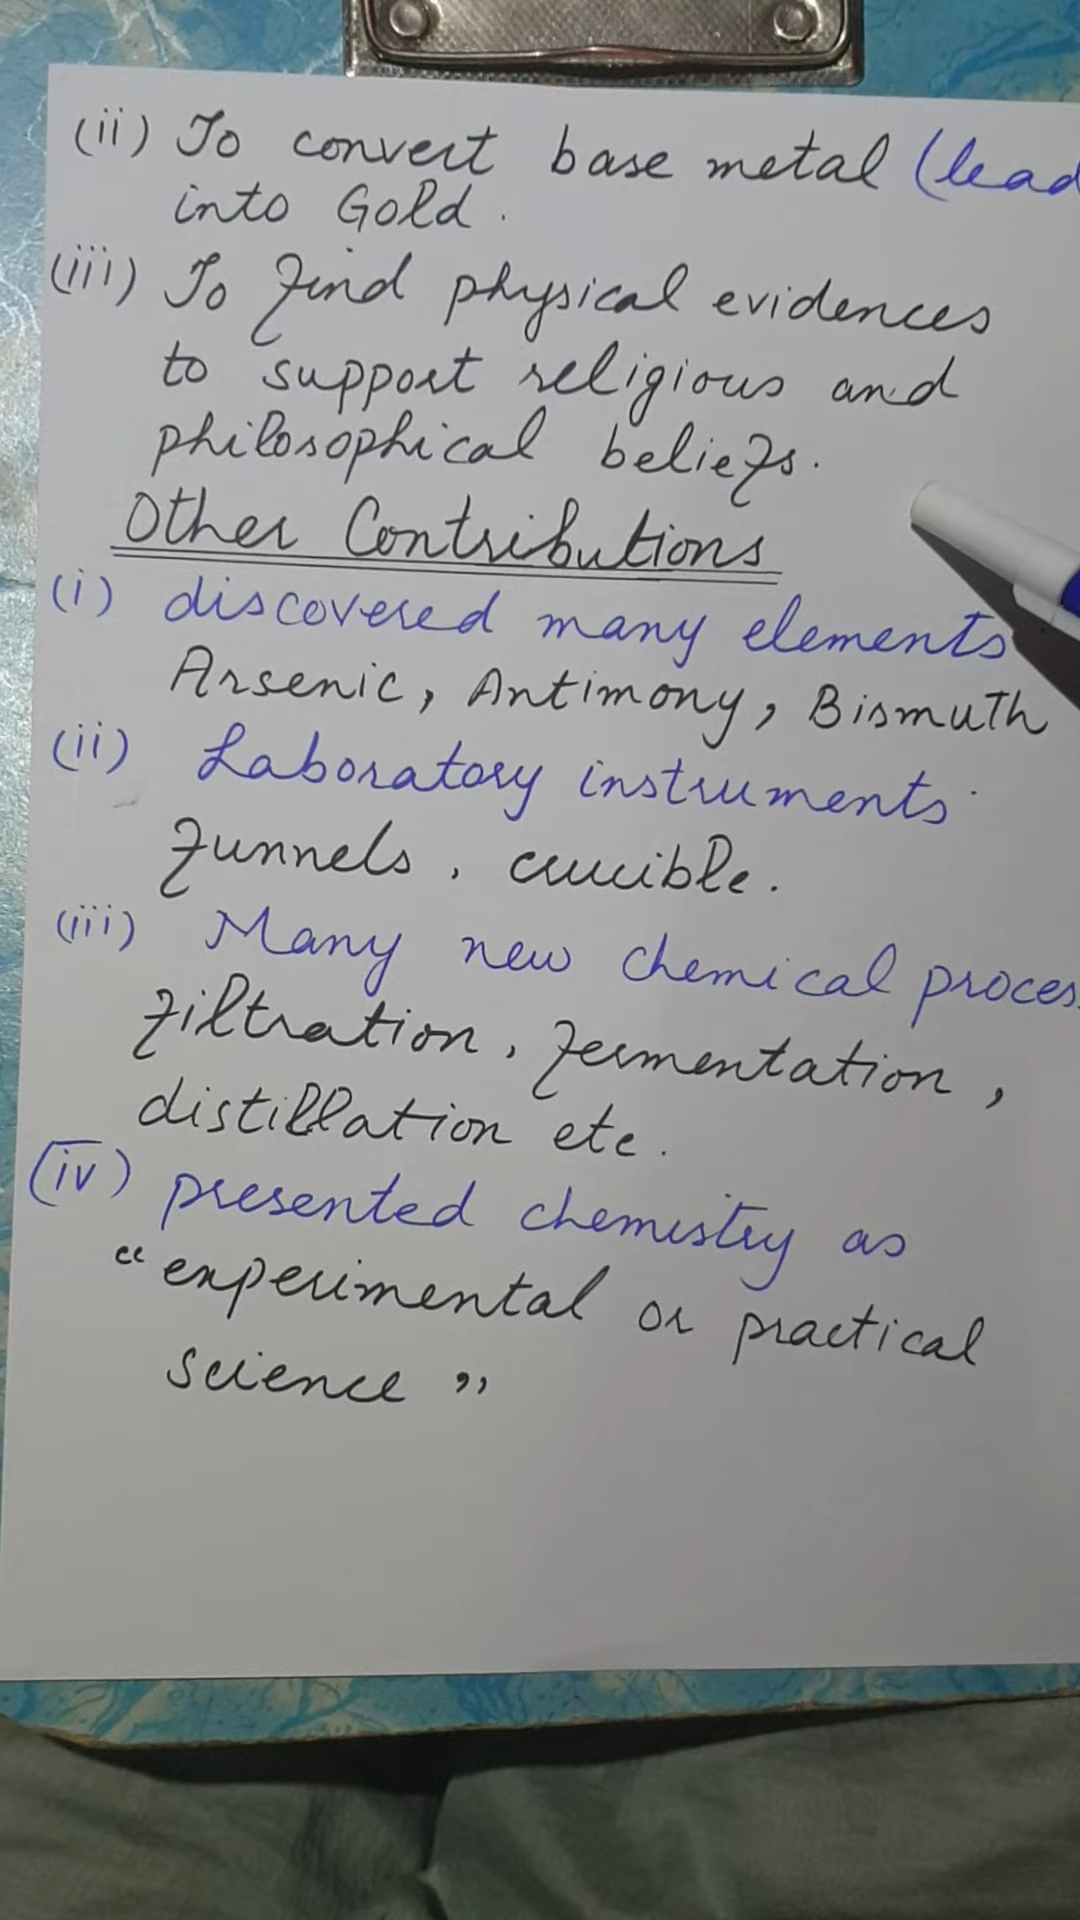 (ii) To convert base metal (lead
into Gold.
(iii) To find physical evidences
to support religious and
philosophical beliefs.
Other Contributions
(i) discovered many elements
Arsenic, Antimony, Bismuth
(ii) Laboratory instruments
funnels, crucible.
(iii) Many new chemical proces
filtration, fermentation,
distillation etc.
(iv) presented chemistry as
“experimental or practical
science”